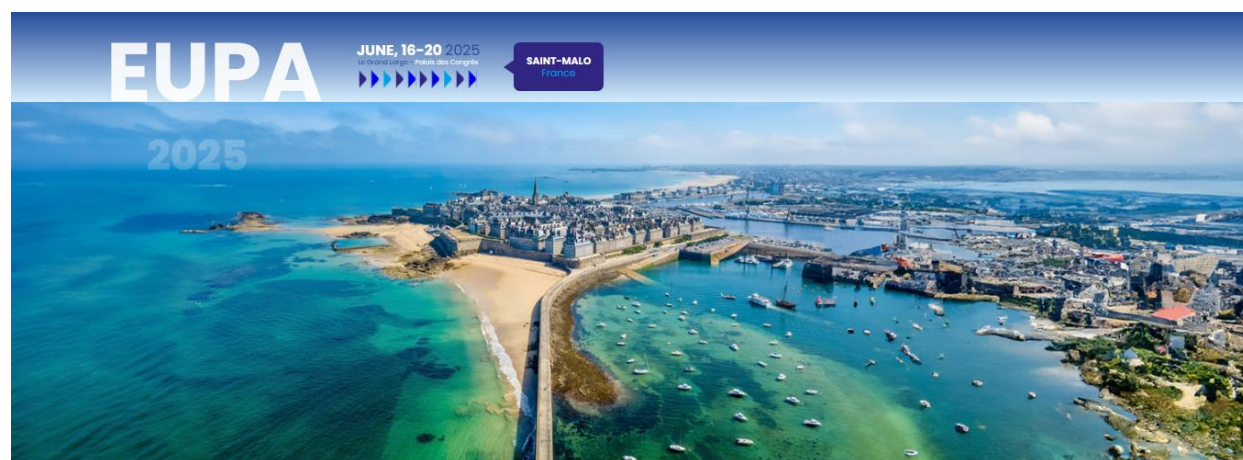 EUPA
2025
JUNE, 16–20 2025
Le Grand Large - Palais des Congrès
SAINT-MALO
France